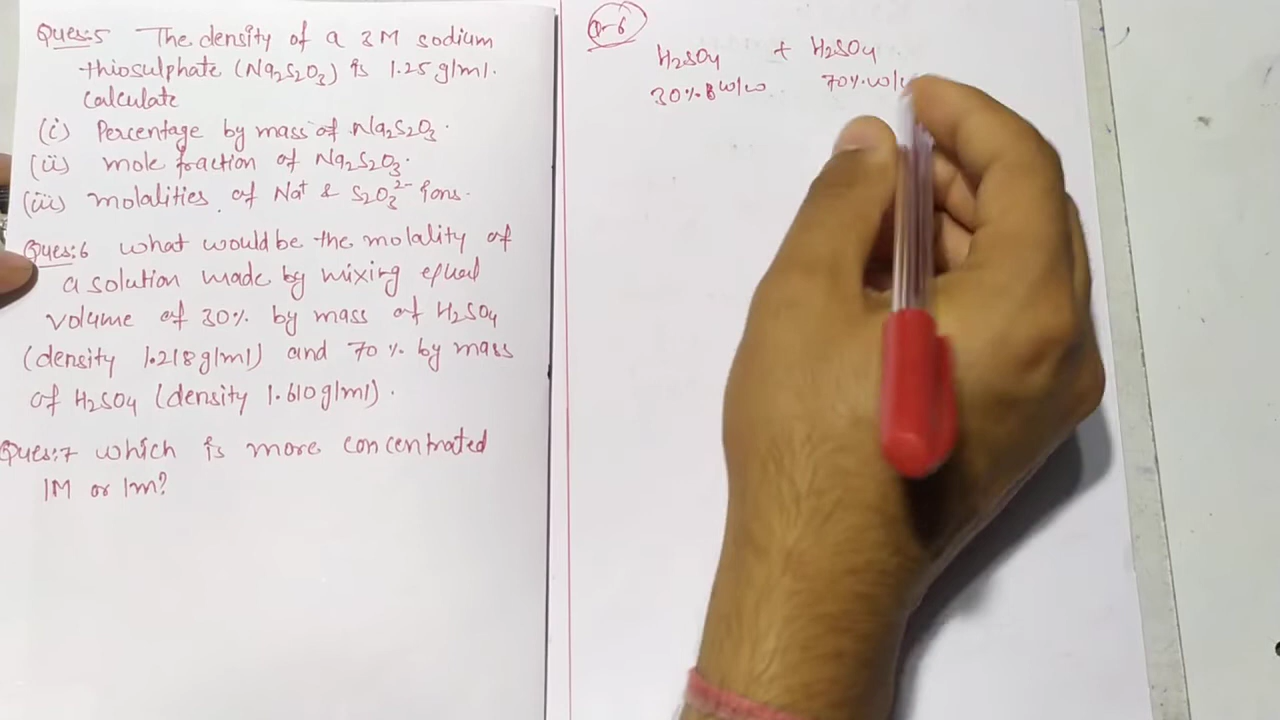 Ques:5 The density of a 3M sodium
thiosulphate (Na2S2O3) is 1.25 g/ml.
Calculate
(i) Percentage by mass of Na2S2O3.
(ii) mole fraction of Na2S2O3.
(iii) molalities of Na+ & S2O3^2- ions.
Ques:6 what would be the molality of
a solution made by mixing equal
volume of 30% by mass of H2SO4
(density 1.218 g/ml) and 70% by mass
of H2SO4 (density 1.610 g/ml).
Ques:7 which is more concentrated
1M or 1m?
Q-6
H2SO4 + H2SO4
30% w/w 70% w/